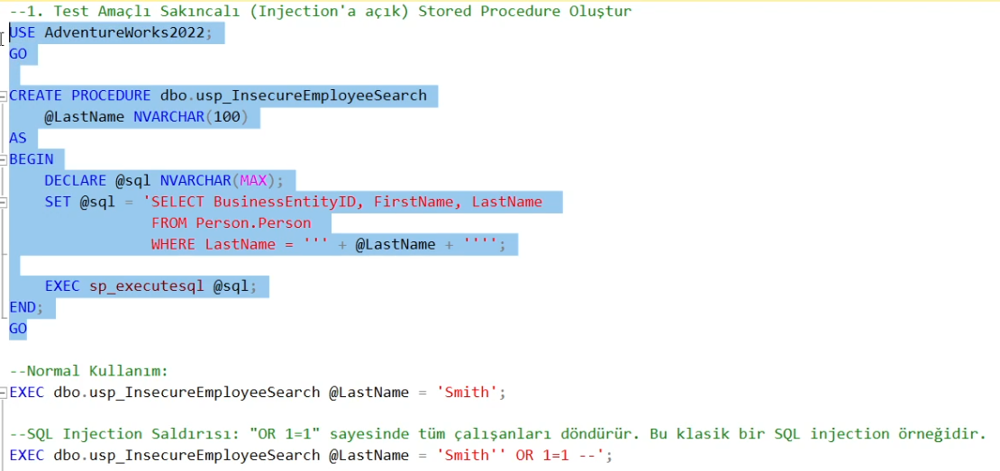 --1. Test Amaçlı Sakıncalı (Injection'a açık) Stored Procedure Oluştur
USE AdventureWorks2022;
GO
CREATE PROCEDURE dbo.usp_InsecureEmployeeSearch
@LastName NVARCHAR(100)
AS
BEGIN
DECLARE @sql NVARCHAR(MAX);
SET @sql = 'SELECT BusinessEntityID, FirstName, LastName
FROM Person.Person
WHERE LastName = ''' + @LastName + '''';
EXEC sp_executesql @sql;
END;
GO
--Normal Kullanım:
EXEC dbo.usp_InsecureEmployeeSearch @LastName = 'Smith';
--SQL Injection Saldırısı: "OR 1=1" sayesinde tüm çalışanları döndürür. Bu klasik bir SQL injection örneğidir.
EXEC dbo.usp_InsecureEmployeeSearch @LastName = 'Smith'' OR 1=1 --';